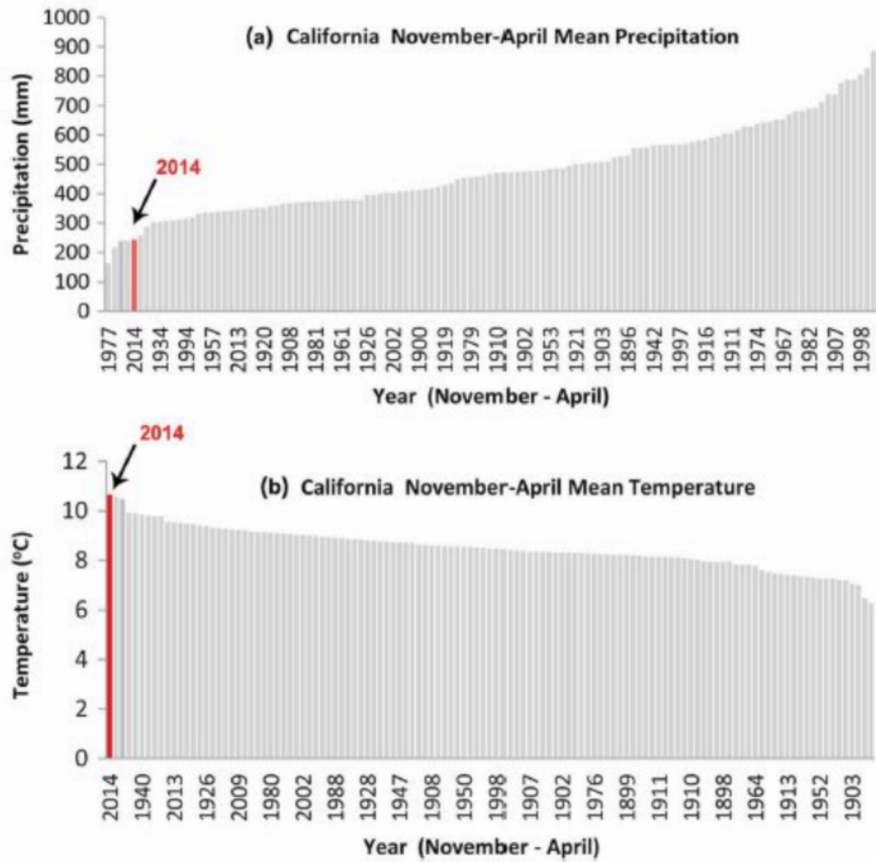 (a) California November-April Mean Precipitation
Precipitation (mm)
1000
900
800
700
600
500
400
300
200
100
0
2014
1977 2014 1934 1994 1957 2013 1920 1908 1981 1961 1926 2002 1900 1919 1979 1910 1902 1953 1921 1903 1896 1942 1997 1916 1911 1974 1967 1982 1907 1998
Year (November - April)
2014
(b) California November-April Mean Temperature
Temperature (ºC)
12
10
8
6
4
2
0
2014 1940 2013 1926 2009 1980 2002 1988 1928 1947 1908 1950 1998 1907 1902 1976 1899 1911 1910 1898 1964 1913 1952 1903
Year (November - April)